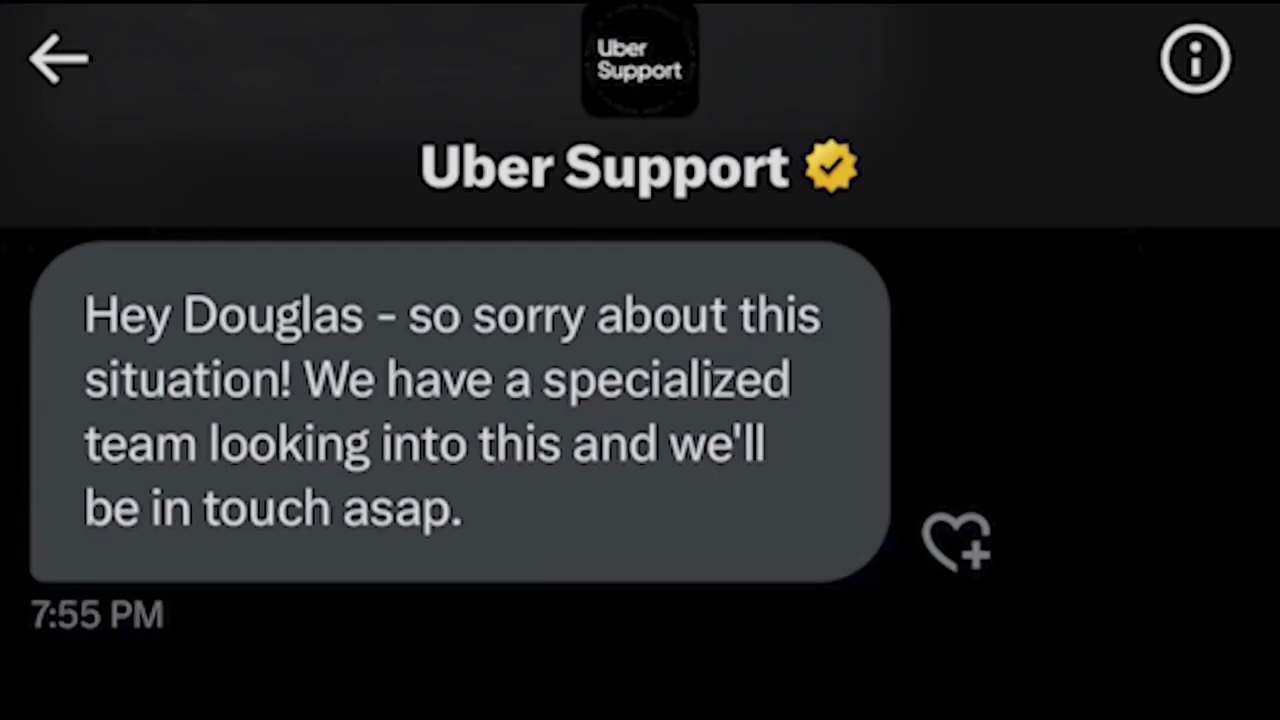 Uber
Support
Uber Support
Hey Douglas - so sorry about this
situation! We have a specialized
team looking into this and we'll
be in touch asap.
7:55 PM